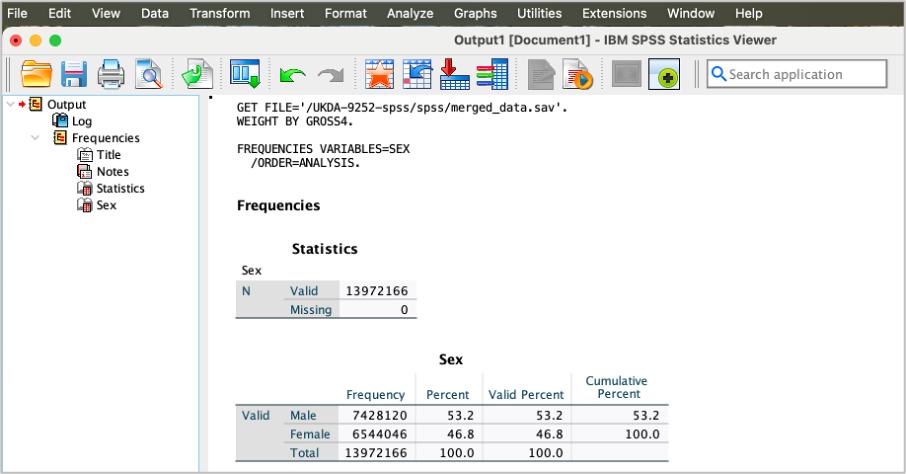 File Edit View Data Transform Insert Format Analyze Graphs Utilities Extensions Window Help
Output1 [Document1] - IBM SPSS Statistics Viewer
Search application
Output
Log
Frequencies
Title
Notes
Statistics
Sex
GET FILE='/UKDA-9252-spss/spss/merged_data.sav'.
WEIGHT BY GROSS4.
FREQUENCIES VARIABLES=SEX
/ORDER=ANALYSIS.
Frequencies
Statistics
Sex
N Valid 13972166
Missing 0
Sex
Frequency Percent Valid Percent Cumulative Percent
Valid Male 7428120 53.2 53.2 53.2
Female 6544046 46.8 46.8 100.0
Total 13972166 100.0 100.0